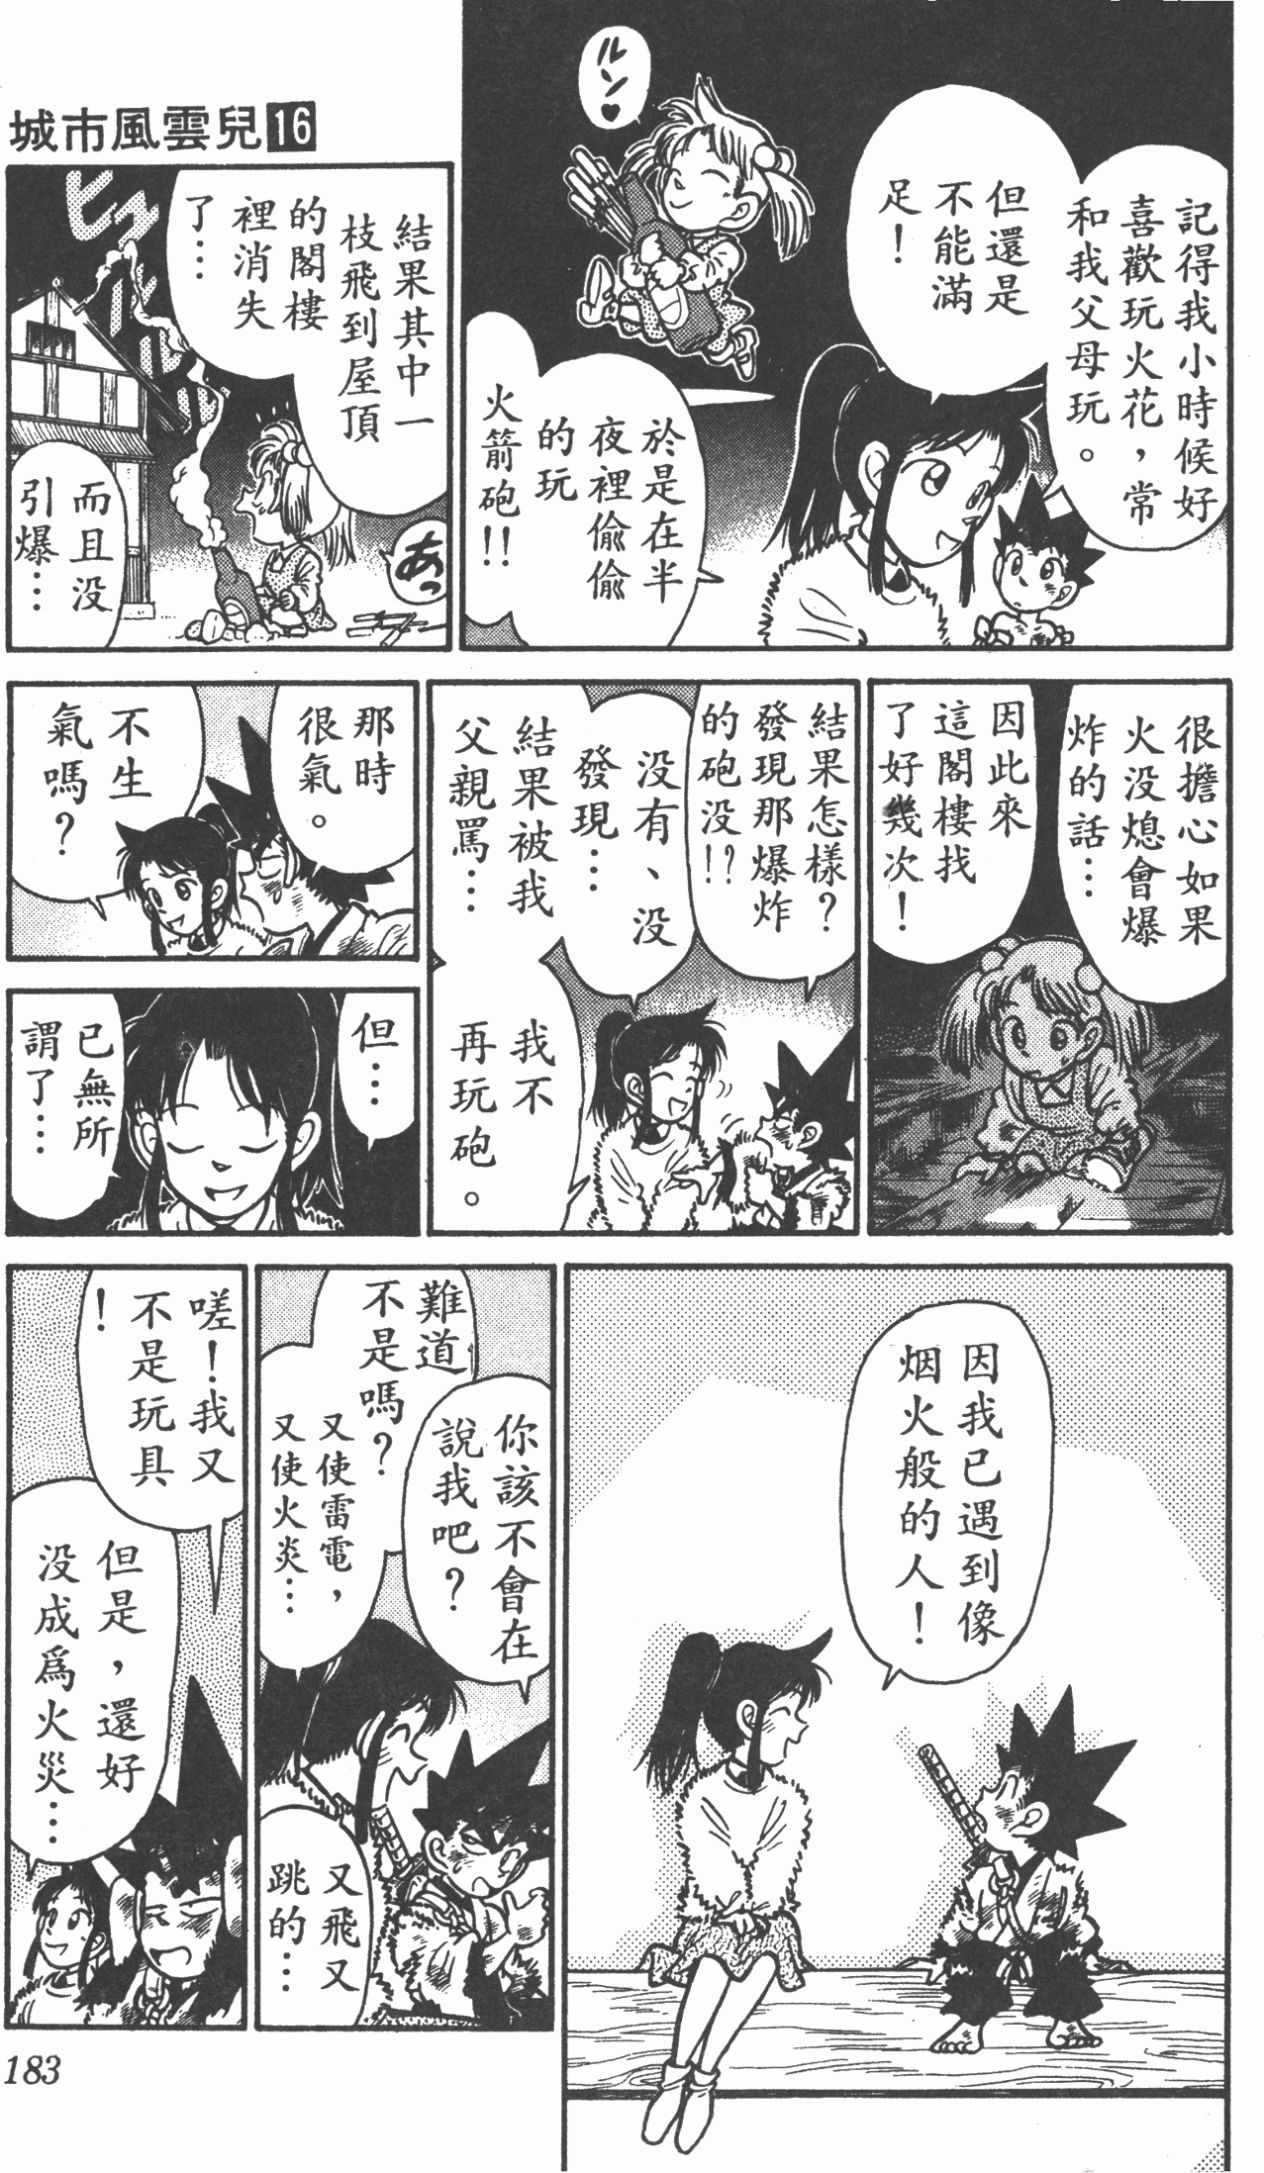 城市風雲兒16
記得我小時候好
喜歡玩火花，常
和我父母玩。
但還是
不能滿
足！
ルン♥
於是在半
夜裡偷偷
的玩
火箭砲!!
結果其中一
枝飛到屋頂
的閣樓
裡消失
了…
ヒュルル
あっ
而且没
引爆…
很擔心如果
火没熄會爆
炸的話…
因此來
這閣樓找
了好幾次！
結果怎樣？
發現那爆炸
的砲没!?
没有、没
發現…
結果被我
父親罵…
我不
再玩砲。
那時
很氣。
不生
氣嗎？
但…
已無所
謂了…
因我已遇到像
烟火般的人！
你該不會在
說我吧？
難道
不是嗎？
又使雷電，
又使火炎…
又飛又
跳的…
嗟！我又
不是玩具
！
但是，還好
没成爲火災…
183